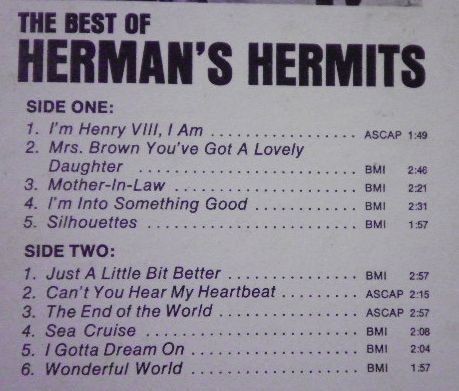 THE BEST OF
HERMAN'S HERMITS
SIDE ONE:
1. I'm Henry VIII, I Am .................. ASCAP 1:49
2. Mrs. Brown You've Got A Lovely
Daughter .......................... BMI 2:46
3. Mother-In-Law ...................... BMI 2:21
4. I'm Into Something Good ............ BMI 2:31
5. Silhouettes ......................... BMI 1:57
SIDE TWO:
1. Just A Little Bit Better ............... BMI 2:57
2. Can't You Hear My Heartbeat ......... ASCAP 2:15
3. The End of the World ................ ASCAP 2:57
4. Sea Cruise ......................... BMI 2:08
5. I Gotta Dream On ................... BMI 2:04
6. Wonderful World .................... BMI 1:57